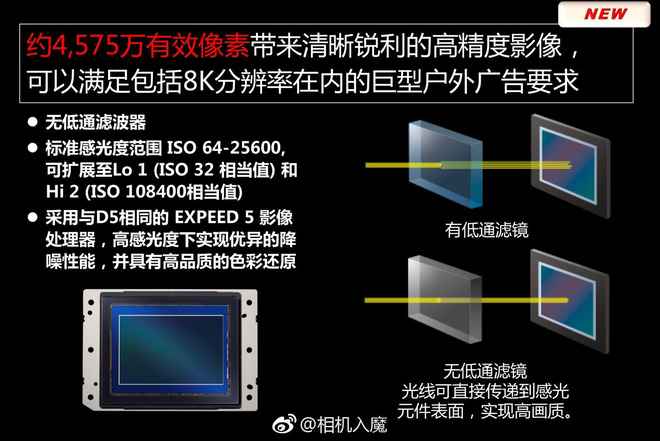 NEW
约4,575万有效像素带来清晰锐利的高精度影像，
可以满足包括8K分辨率在内的巨型户外广告要求
● 无低通滤波器
● 标准感光度范围 ISO 64-25600,
可扩展至Lo 1 (ISO 32 相当值) 和
Hi 2 (ISO 108400相当值)
● 采用与D5相同的 EXPEED 5 影像
处理器，高感光度下实现优异的降
噪性能，并具有高品质的色彩还原
有低通滤镜
无低通滤镜
光线可直接传递到感光
元件表面，实现高画质。
@相机入魔